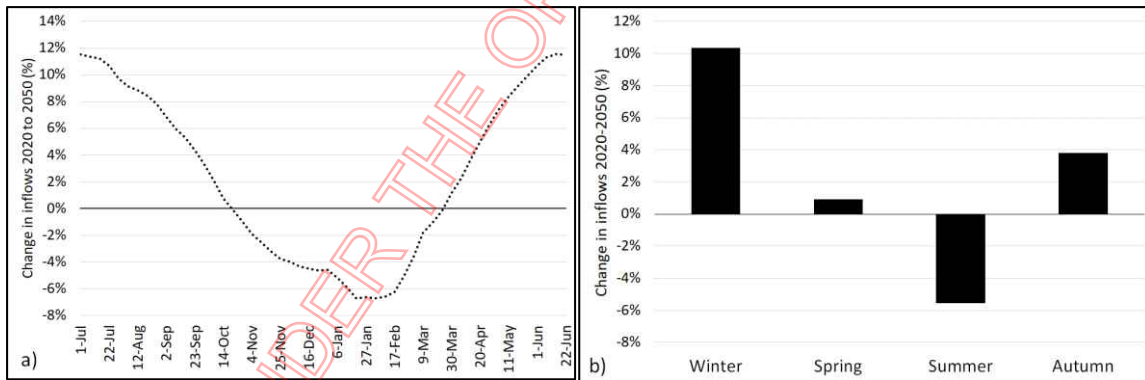 Change in inflows 2020 to 2050 (%)
14%
12%
10%
8%
6%
4%
2%
0%
-2%
-4%
-6%
-8%
1-Jul
22-Jul
12-Aug
2-Sep
23-Sep
14-Oct
4-Nov
25-Nov
16-Dec
6-Jan
27-Jan
17-Feb
9-Mar
30-Mar
20-Apr
11-May
1-Jun
22-Jun
a)
UNDER THE O
Change in inflows 2020-2050 (%)
12%
10%
8%
6%
4%
2%
0%
-2%
-4%
-6%
-8%
Winter Spring Summer Autumn
b)